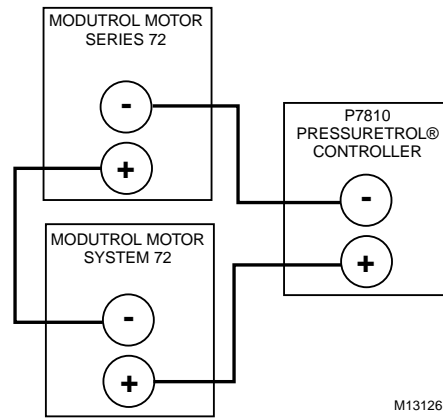 MODUTROL MOTOR
SERIES 72
-
+
P7810
PRESSURETROL®
CONTROLLER
-
+
MODUTROL MOTOR
SYSTEM 72
-
+
M13126